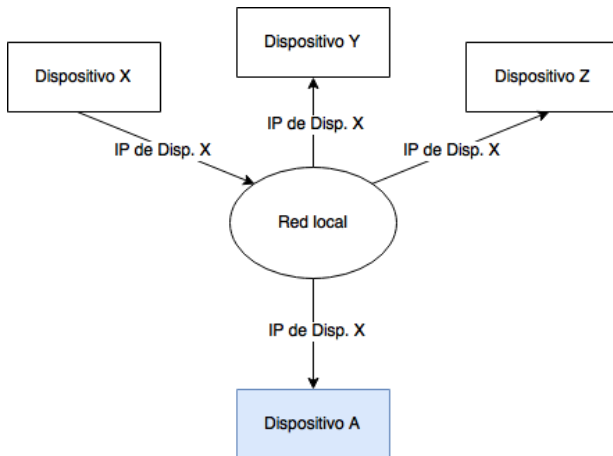 Dispositivo Y
Dispositivo X
Dispositivo Z
IP de Disp. X
IP de Disp. X
IP de Disp. X
Red local
IP de Disp. X
Dispositivo A